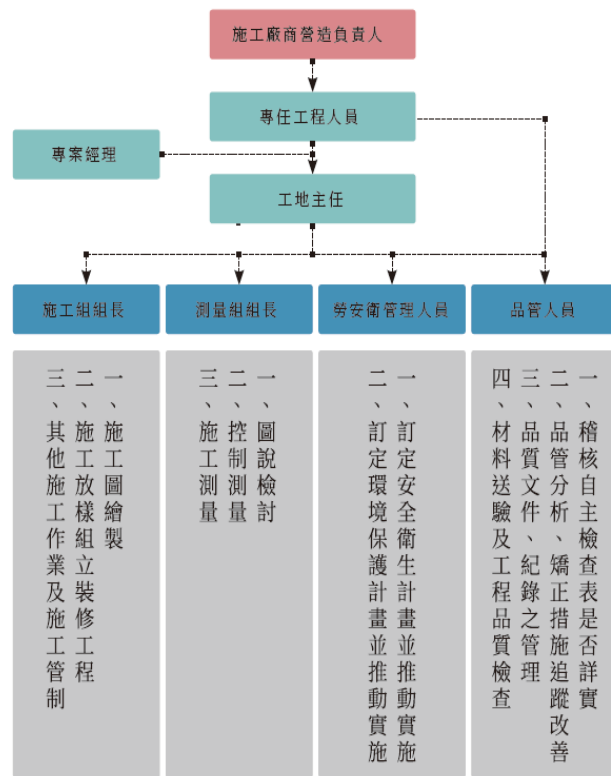 施工廠商營造負責人
專任工程人員
專案經理
工地主任
施工組組長
測量組組長
勞安衛管理人員
品管人員
一、施工圖繪製
二、施工放樣組立裝修工程
三、其他施工作業及施工管制
一、圖說檢討
二、控制測量
三、施工測量
一、訂定安全衛生計畫並推動實施
二、訂定環境保護計畫並推動實施
一、稽核自主檢查表是否詳實
二、品管分析、矯正措施追蹤改善
三、品質文件、紀錄之管理
四、材料送驗及工程品質檢查